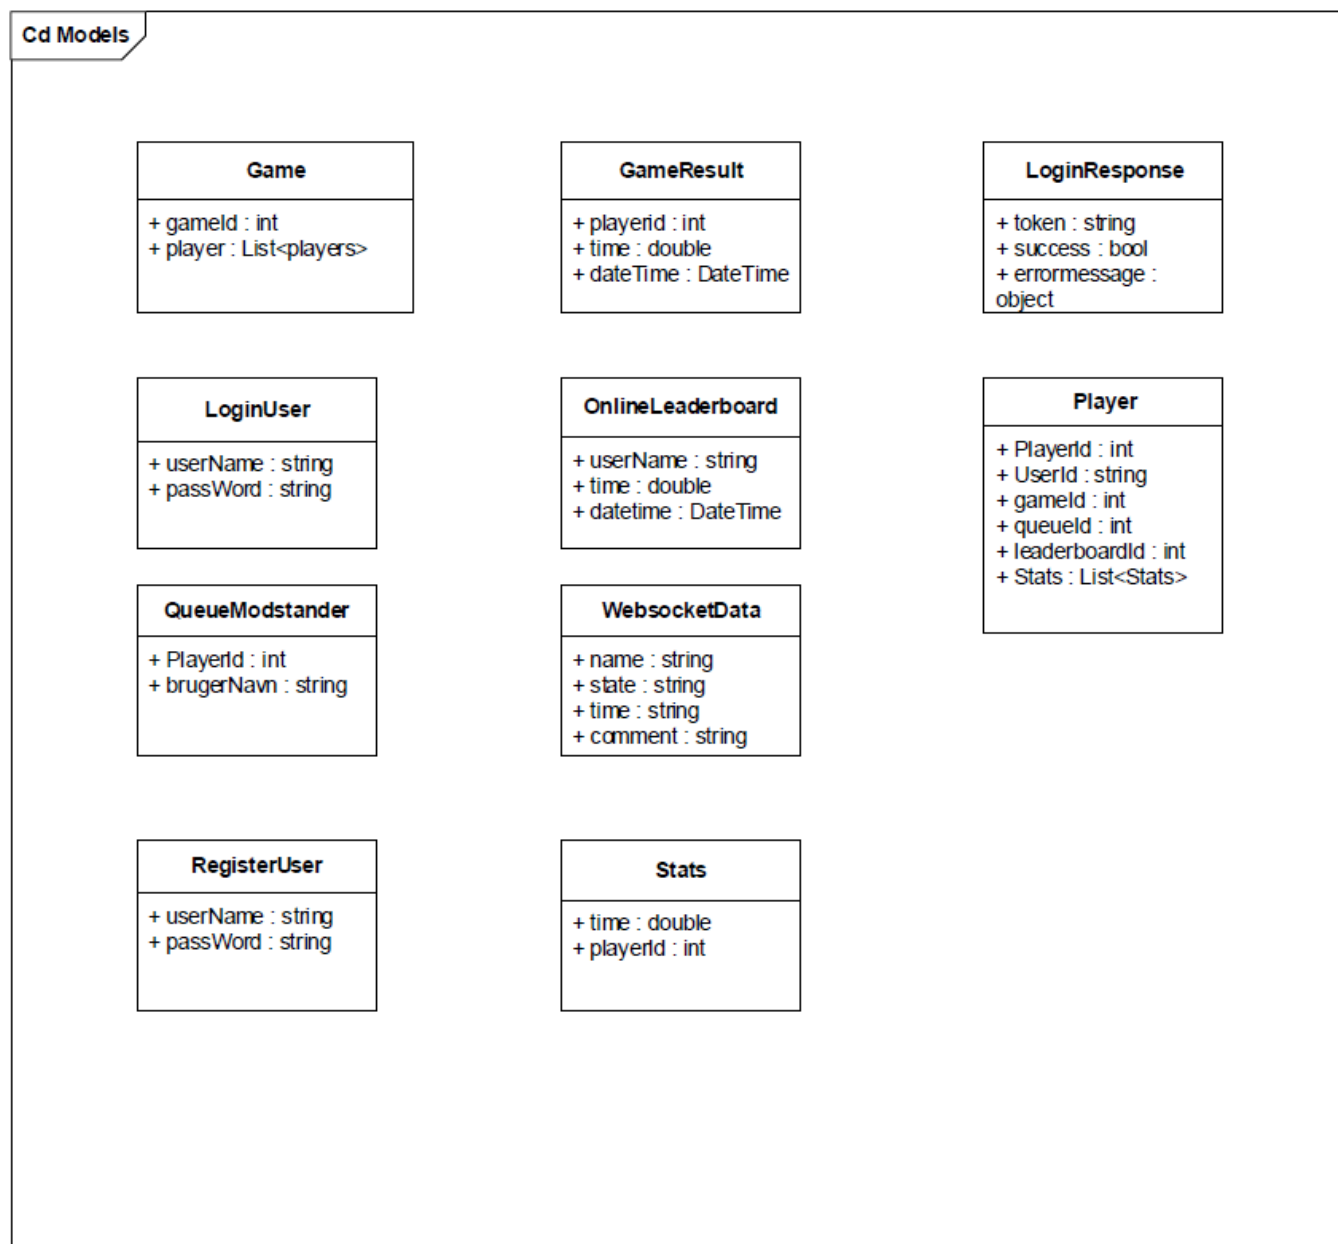 Cd Models
Game
+ gameId : int
+ player : List<players>
GameResult
+ playerid : int
+ time : double
+ dateTime : DateTime
LoginResponse
+ token : string
+ success : bool
+ errormessage :
object
LoginUser
+ userName : string
+ passWord : string
OnlineLeaderboard
+ userName : string
+ time : double
+ datetime : DateTime
Player
+ PlayerId : int
+ UserId : string
+ gameId : int
+ queueId : int
+ leaderboardId : int
+ Stats : List<Stats>
QueueModstander
+ PlayerId : int
+ brugerNavn : string
WebsocketData
+ name : string
+ state : string
+ time : string
+ comment : string
RegisterUser
+ userName : string
+ passWord : string
Stats
+ time : double
+ playerId : int